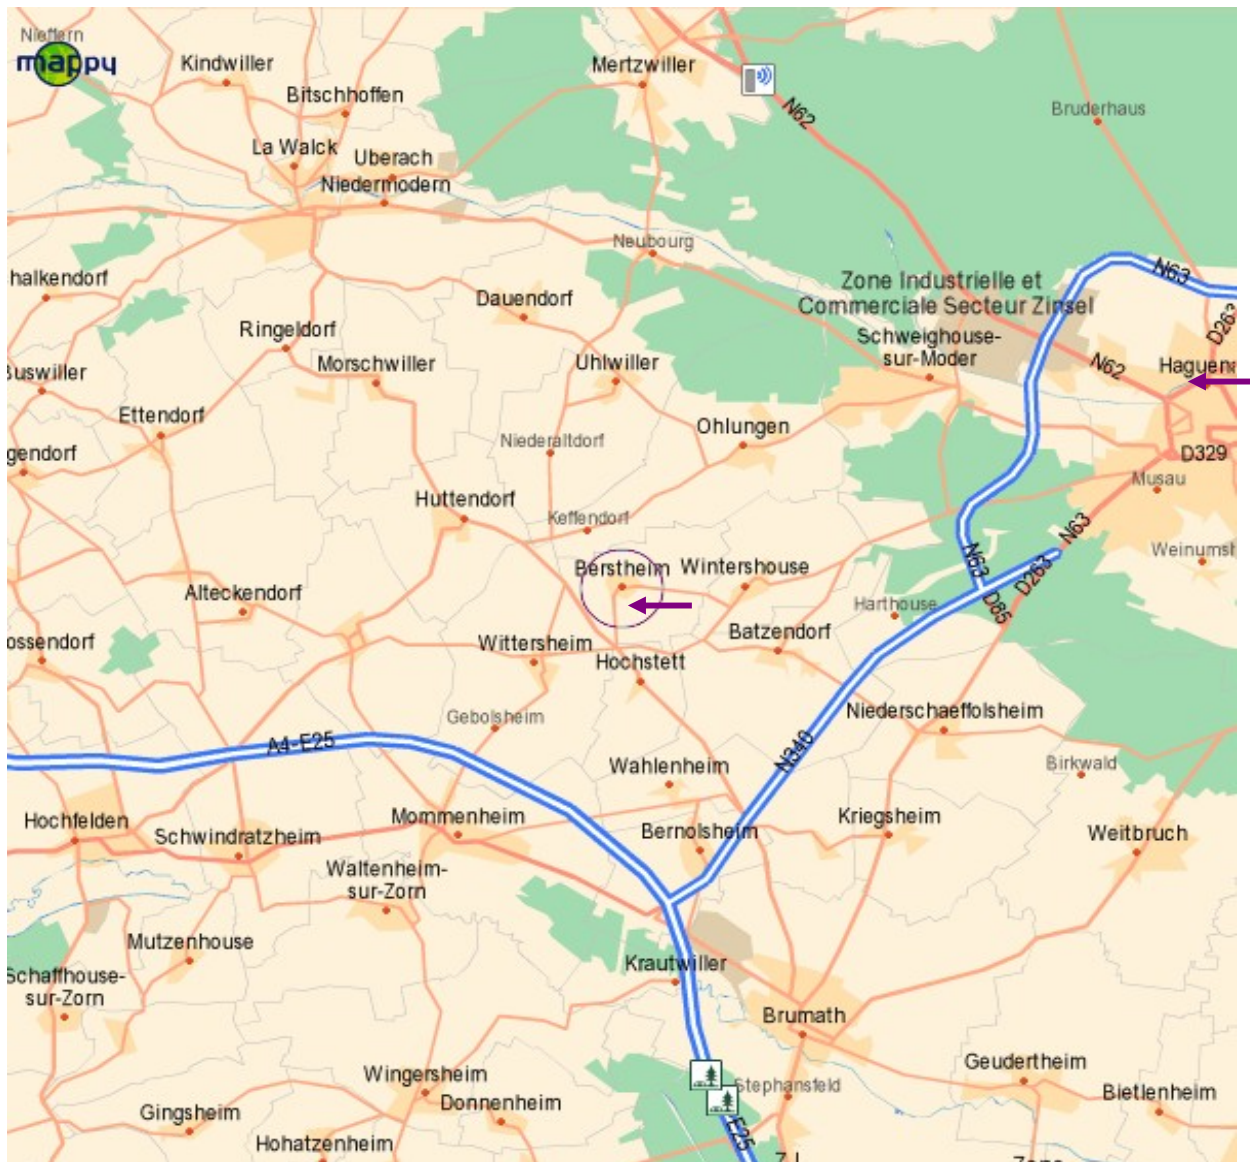 Nieffern
mappy
Kindwiller
Mertzwiller
Bitschhoffen
N62
Bruderhaus
La Walck
Uberach
Niedermodern
Neubourg
N63
halkendorf
Zone Industrielle et
Commerciale Secteur Zinsel
Dauendorf
D263
Ringeldorf
Schweighouse-
sur-Moder
Morschwiller
Uhlwiller
N62
Haguen
Buswiller
Ettendorf
Ohlungen
Niederaltdorf
gendorf
D329
Musau
Huttendorf
Keffendorf
N63
Weinumsh
Berstheim
Wintershouse
N63
D263
Alteckendorf
Harthouse
D85
ossendorf
Wittersheim
Batzendorf
Hochstett
Gebolsheim
Niederschaeffolsheim
A4-E25
N340
Wahlenheim
Birkwald
Hochfelden
Mommenheim
Kriegsheim
Schwindratzheim
Bernolsheim
Weitbruch
Waltenheim-
sur-Zorn
Mutzenhouse
Krautwiller
Schaffhouse-
sur-Zorn
Brumath
Geudertheim
Wingersheim
Stephansfeld
Bietlenheim
Donnenheim
Gingsheim
E25
Hohatzenheim